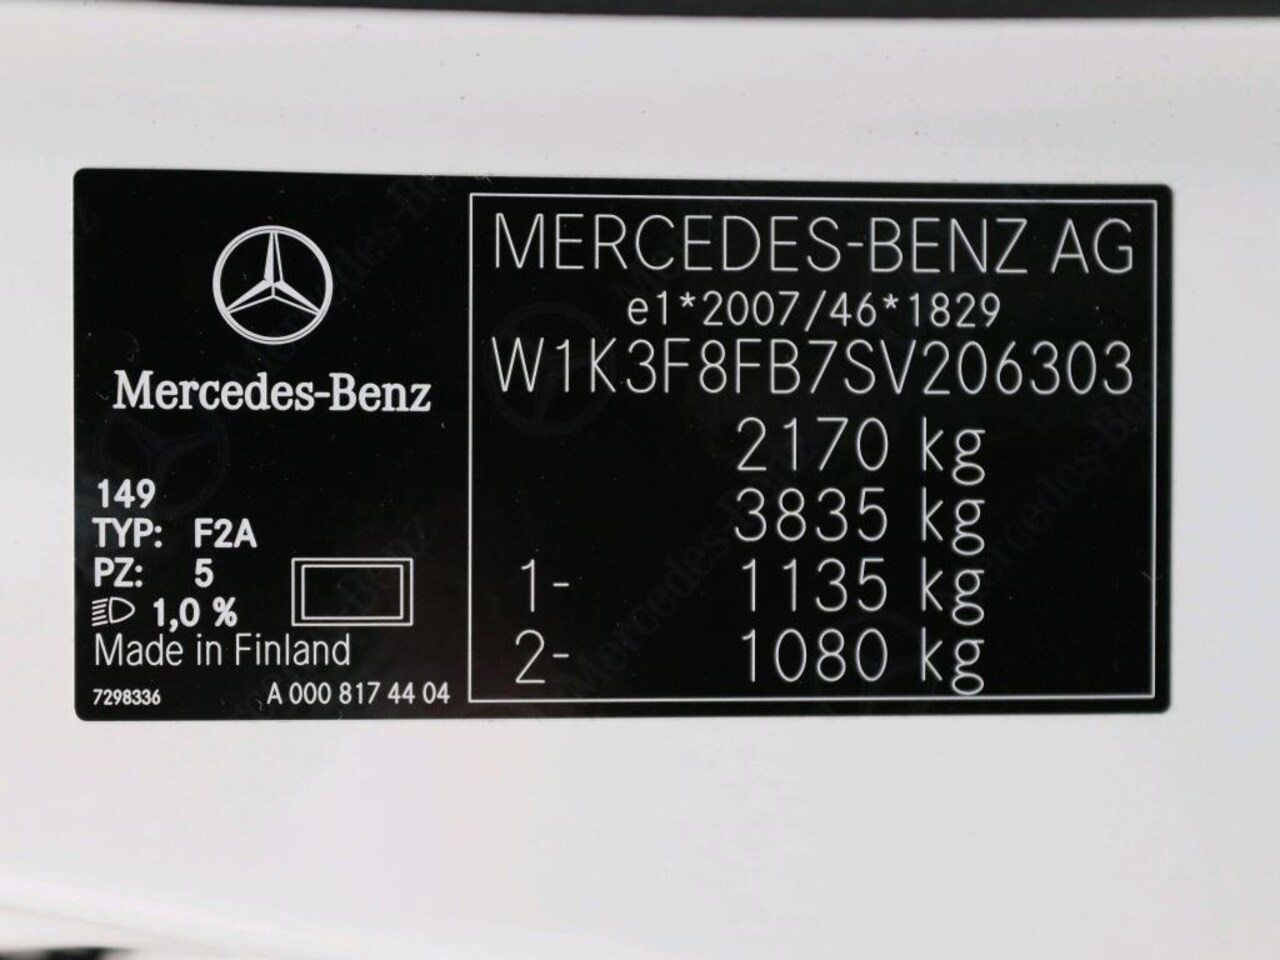 Mercedes-Benz
149
TYP: F2A
PZ: 5
1,0 %
Made in Finland
7298336 A 000 817 44 04
MERCEDES-BENZ AG
e1*2007/46*1829
W1K3F8FB7SV206303
2170 kg
3835 kg
1- 1135 kg
2- 1080 kg